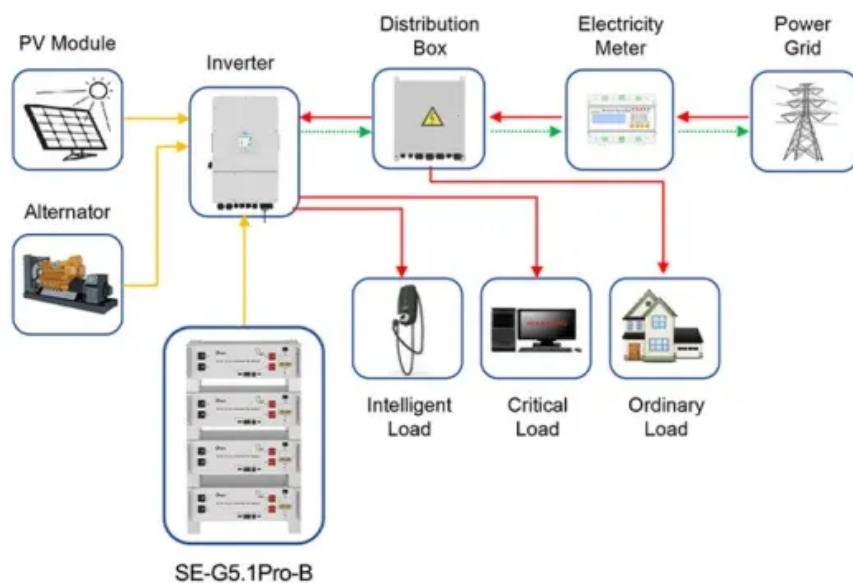 PV Module
Inverter
Distribution
Box
Electricity
Meter
Power
Grid
Alternator
Intelligent
Load
Critical
Load
Ordinary
Load
SE-G5.1Pro-B